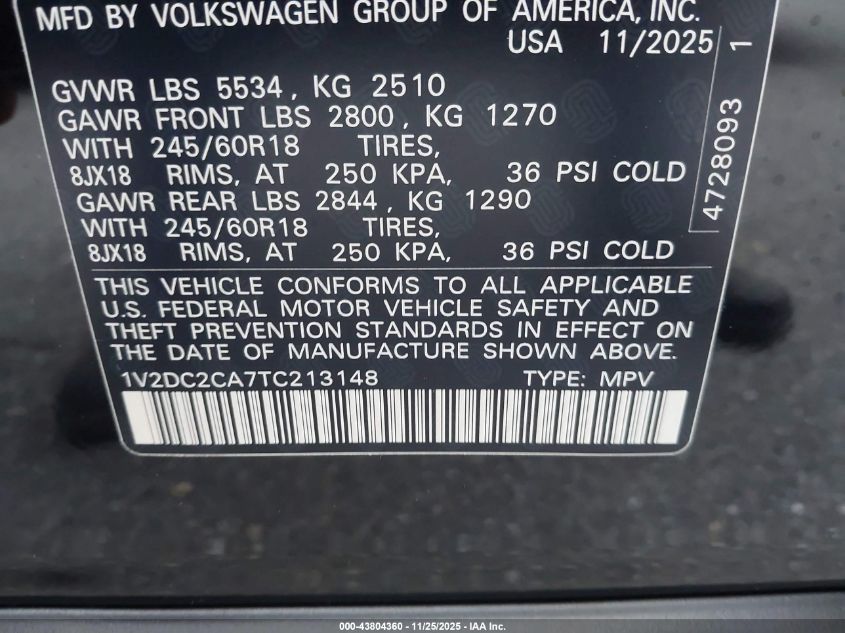 MFD BY VOLKSWAGEN GROUP OF AMERICA, INC.
USA 11/2025
GVWR LBS 5534, KG 2510
GAWR FRONT LBS 2800, KG 1270
WITH 245/60R18 TIRES,
8JX18 RIMS, AT 250 KPA, 36 PSI COLD
GAWR REAR LBS 2844, KG 1290
WITH 245/60R18 TIRES,
8JX18 RIMS, AT 250 KPA, 36 PSI COLD
4728093 1
THIS VEHICLE CONFORMS TO ALL APPLICABLE
U.S. FEDERAL MOTOR VEHICLE SAFETY AND
THEFT PREVENTION STANDARDS IN EFFECT ON
THE DATE OF MANUFACTURE SHOWN ABOVE.
1V2DC2CA7TC213148 TYPE: MPV
000-43804360 - 11/25/2025 - IAA Inc.